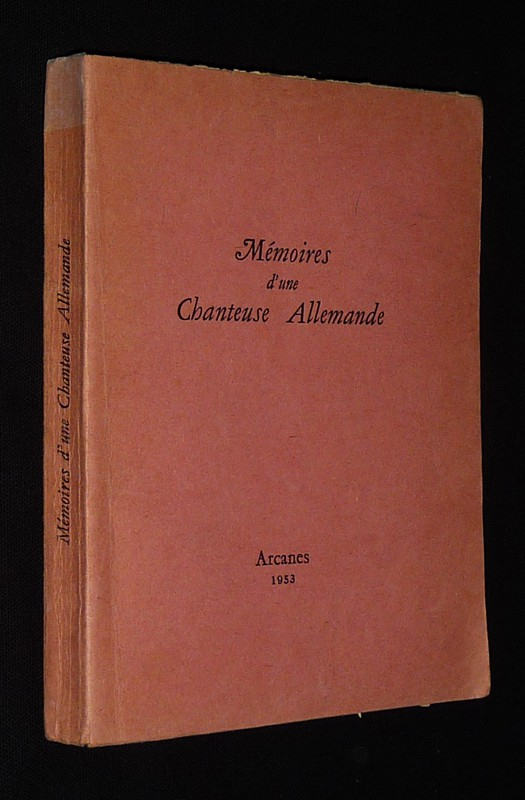 Mémoires
d'une
Chanteuse Allemande
Arcanes
1953
Mémoires d'une Chanteuse Allemande